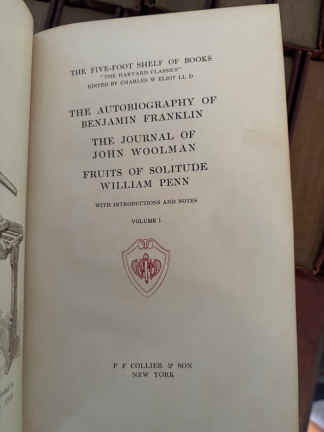 THE FIVE-FOOT SHELF OF BOOKS
"THE HARVARD CLASSICS"
EDITED BY CHARLES W ELIOT LL D
THE AUTOBIOGRAPHY OF
BENJAMIN FRANKLIN
THE JOURNAL OF
JOHN WOOLMAN
FRUITS OF SOLITUDE
WILLIAM PENN
WITH INTRODUCTIONS AND NOTES
VOLUME 1
P F COLLIER & SON
NEW YORK